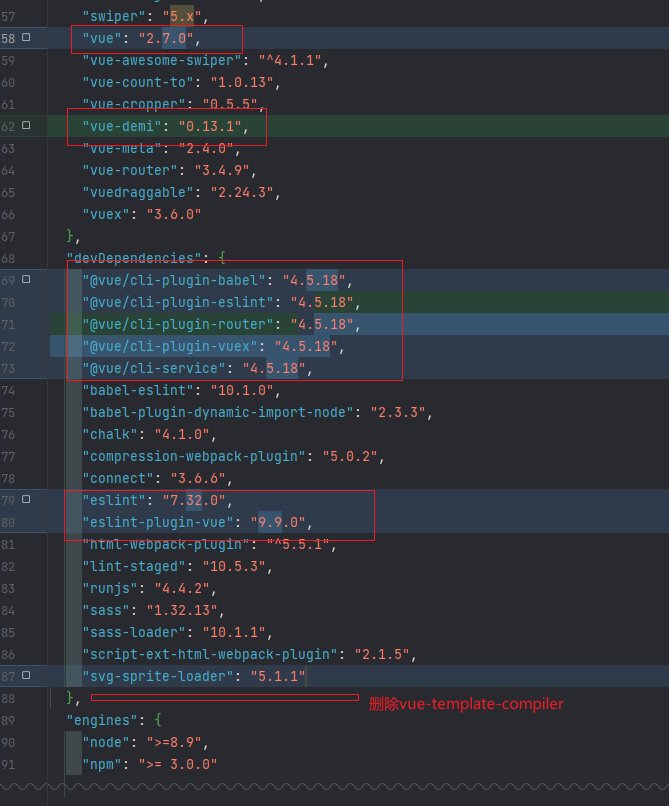 57 "swiper": "5.x",
58 "vue": "2.7.0",
59 "vue-awesome-swiper": "^4.1.1",
60 "vue-count-to": "1.0.13",
61 "vue-cropper": "0.5.5",
62 "vue-demi": "0.13.1",
63 "vue-meta": "2.4.0",
64 "vue-router": "3.4.9",
65 "vuedraggable": "2.24.3",
66 "vuex": "3.6.0"
67 },
68 "devDependencies": {
69 "@vue/cli-plugin-babel": "4.5.18",
70 "@vue/cli-plugin-eslint": "4.5.18",
71 "@vue/cli-plugin-router": "4.5.18",
72 "@vue/cli-plugin-vuex": "4.5.18",
73 "@vue/cli-service": "4.5.18",
74 "babel-eslint": "10.1.0",
75 "babel-plugin-dynamic-import-node": "2.3.3",
76 "chalk": "4.1.0",
77 "compression-webpack-plugin": "5.0.2",
78 "connect": "3.6.6",
79 "eslint": "7.32.0",
80 "eslint-plugin-vue": "9.9.0",
81 "html-webpack-plugin": "^5.5.1",
82 "lint-staged": "10.5.3",
83 "runjs": "4.4.2",
84 "sass": "1.32.13",
85 "sass-loader": "10.1.1",
86 "script-ext-html-webpack-plugin": "2.1.5",
87 "svg-sprite-loader": "5.1.1"
88 }, 删除vue-template-compiler
89 "engines": {
90 "node": ">=8.9",
91 "npm": ">= 3.0.0"